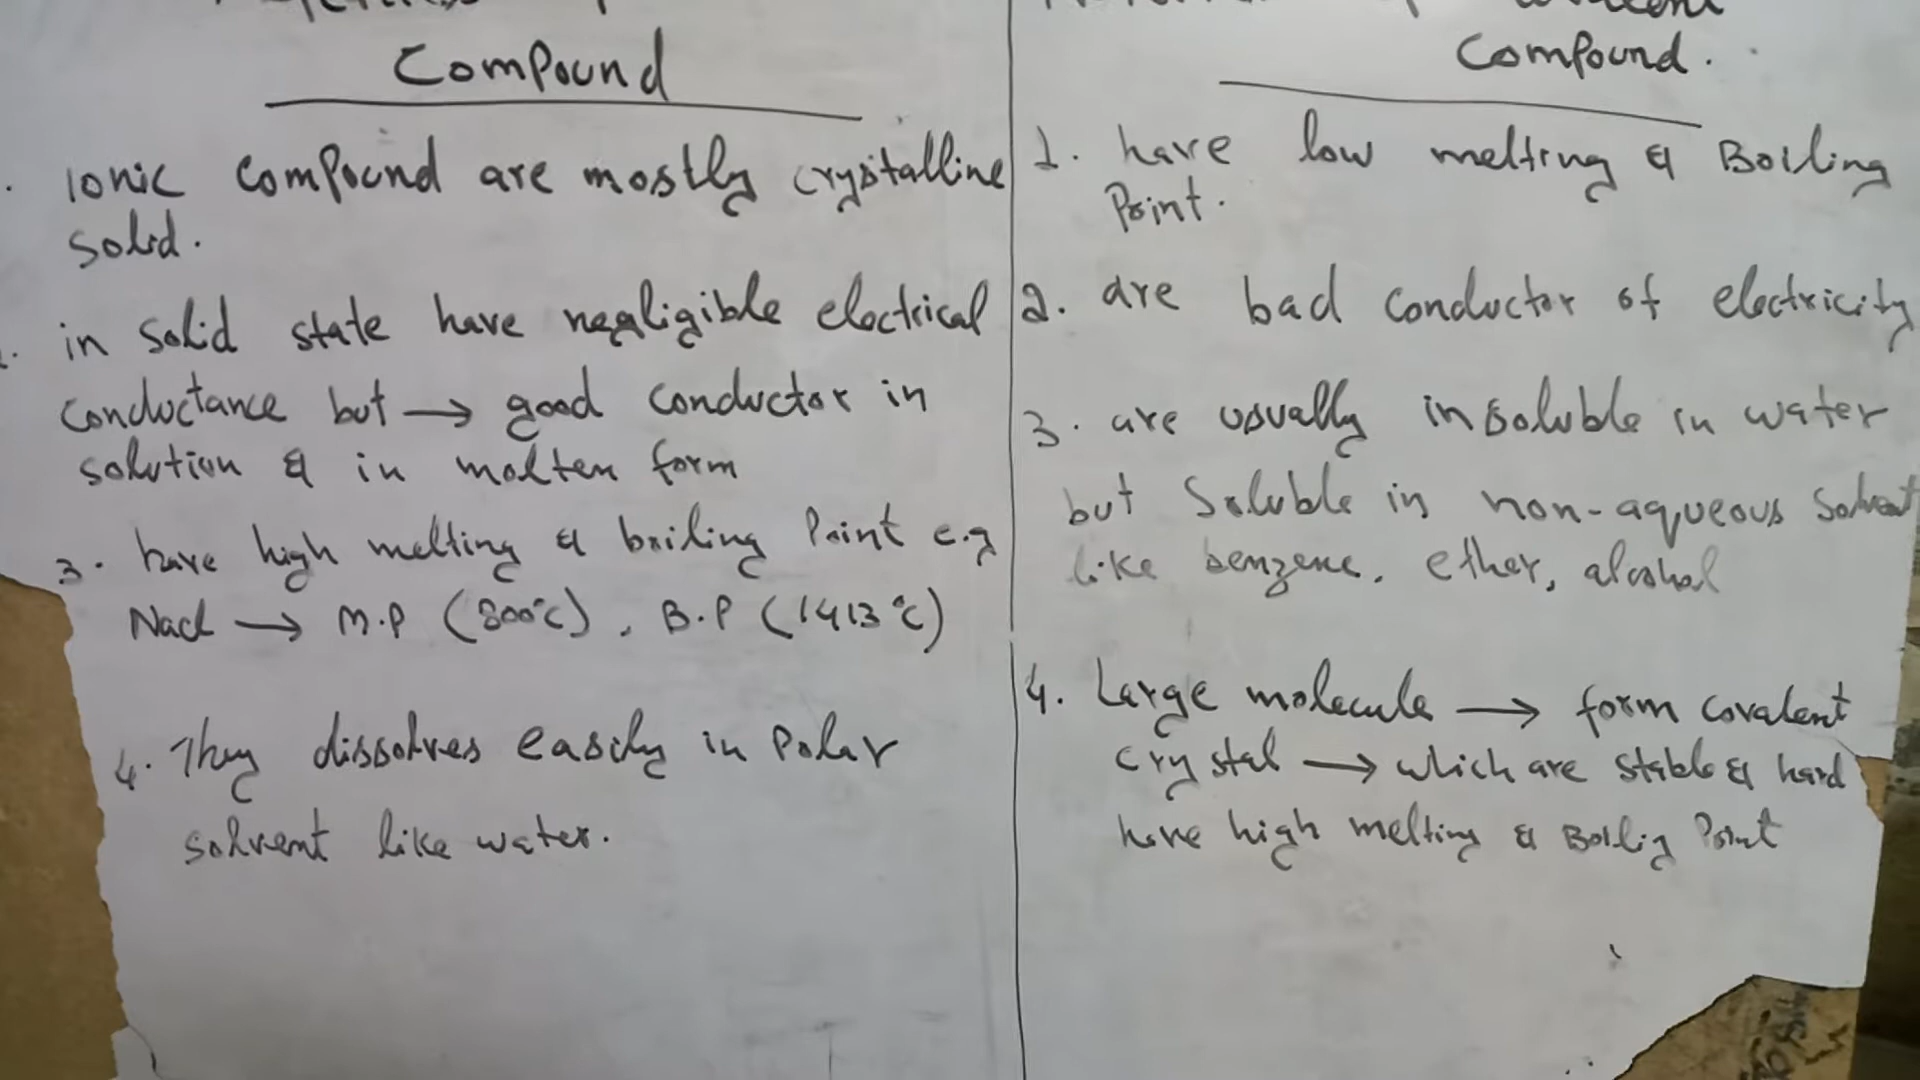 Compound
ionic compound are mostly crystalline
solid.
in solid state have negligible electrical
conductance but → good conductor in
solution & in molten form
3. have high melting & boiling Point e.g
Nacl → M.P (800°C), B.P (1413°C)
4. They dissolves easily in Polar
solvent like water.
Compound.
1. have low melting & Boiling
Point.
2. are bad conductor of electricity
3. are usually insoluble in water
but Soluble in non-aqueous Solvent
like benzene, ether, alcohol
4. Large molecule → form covalent
crystal → which are stable & hard
have high melting & Boilig Point